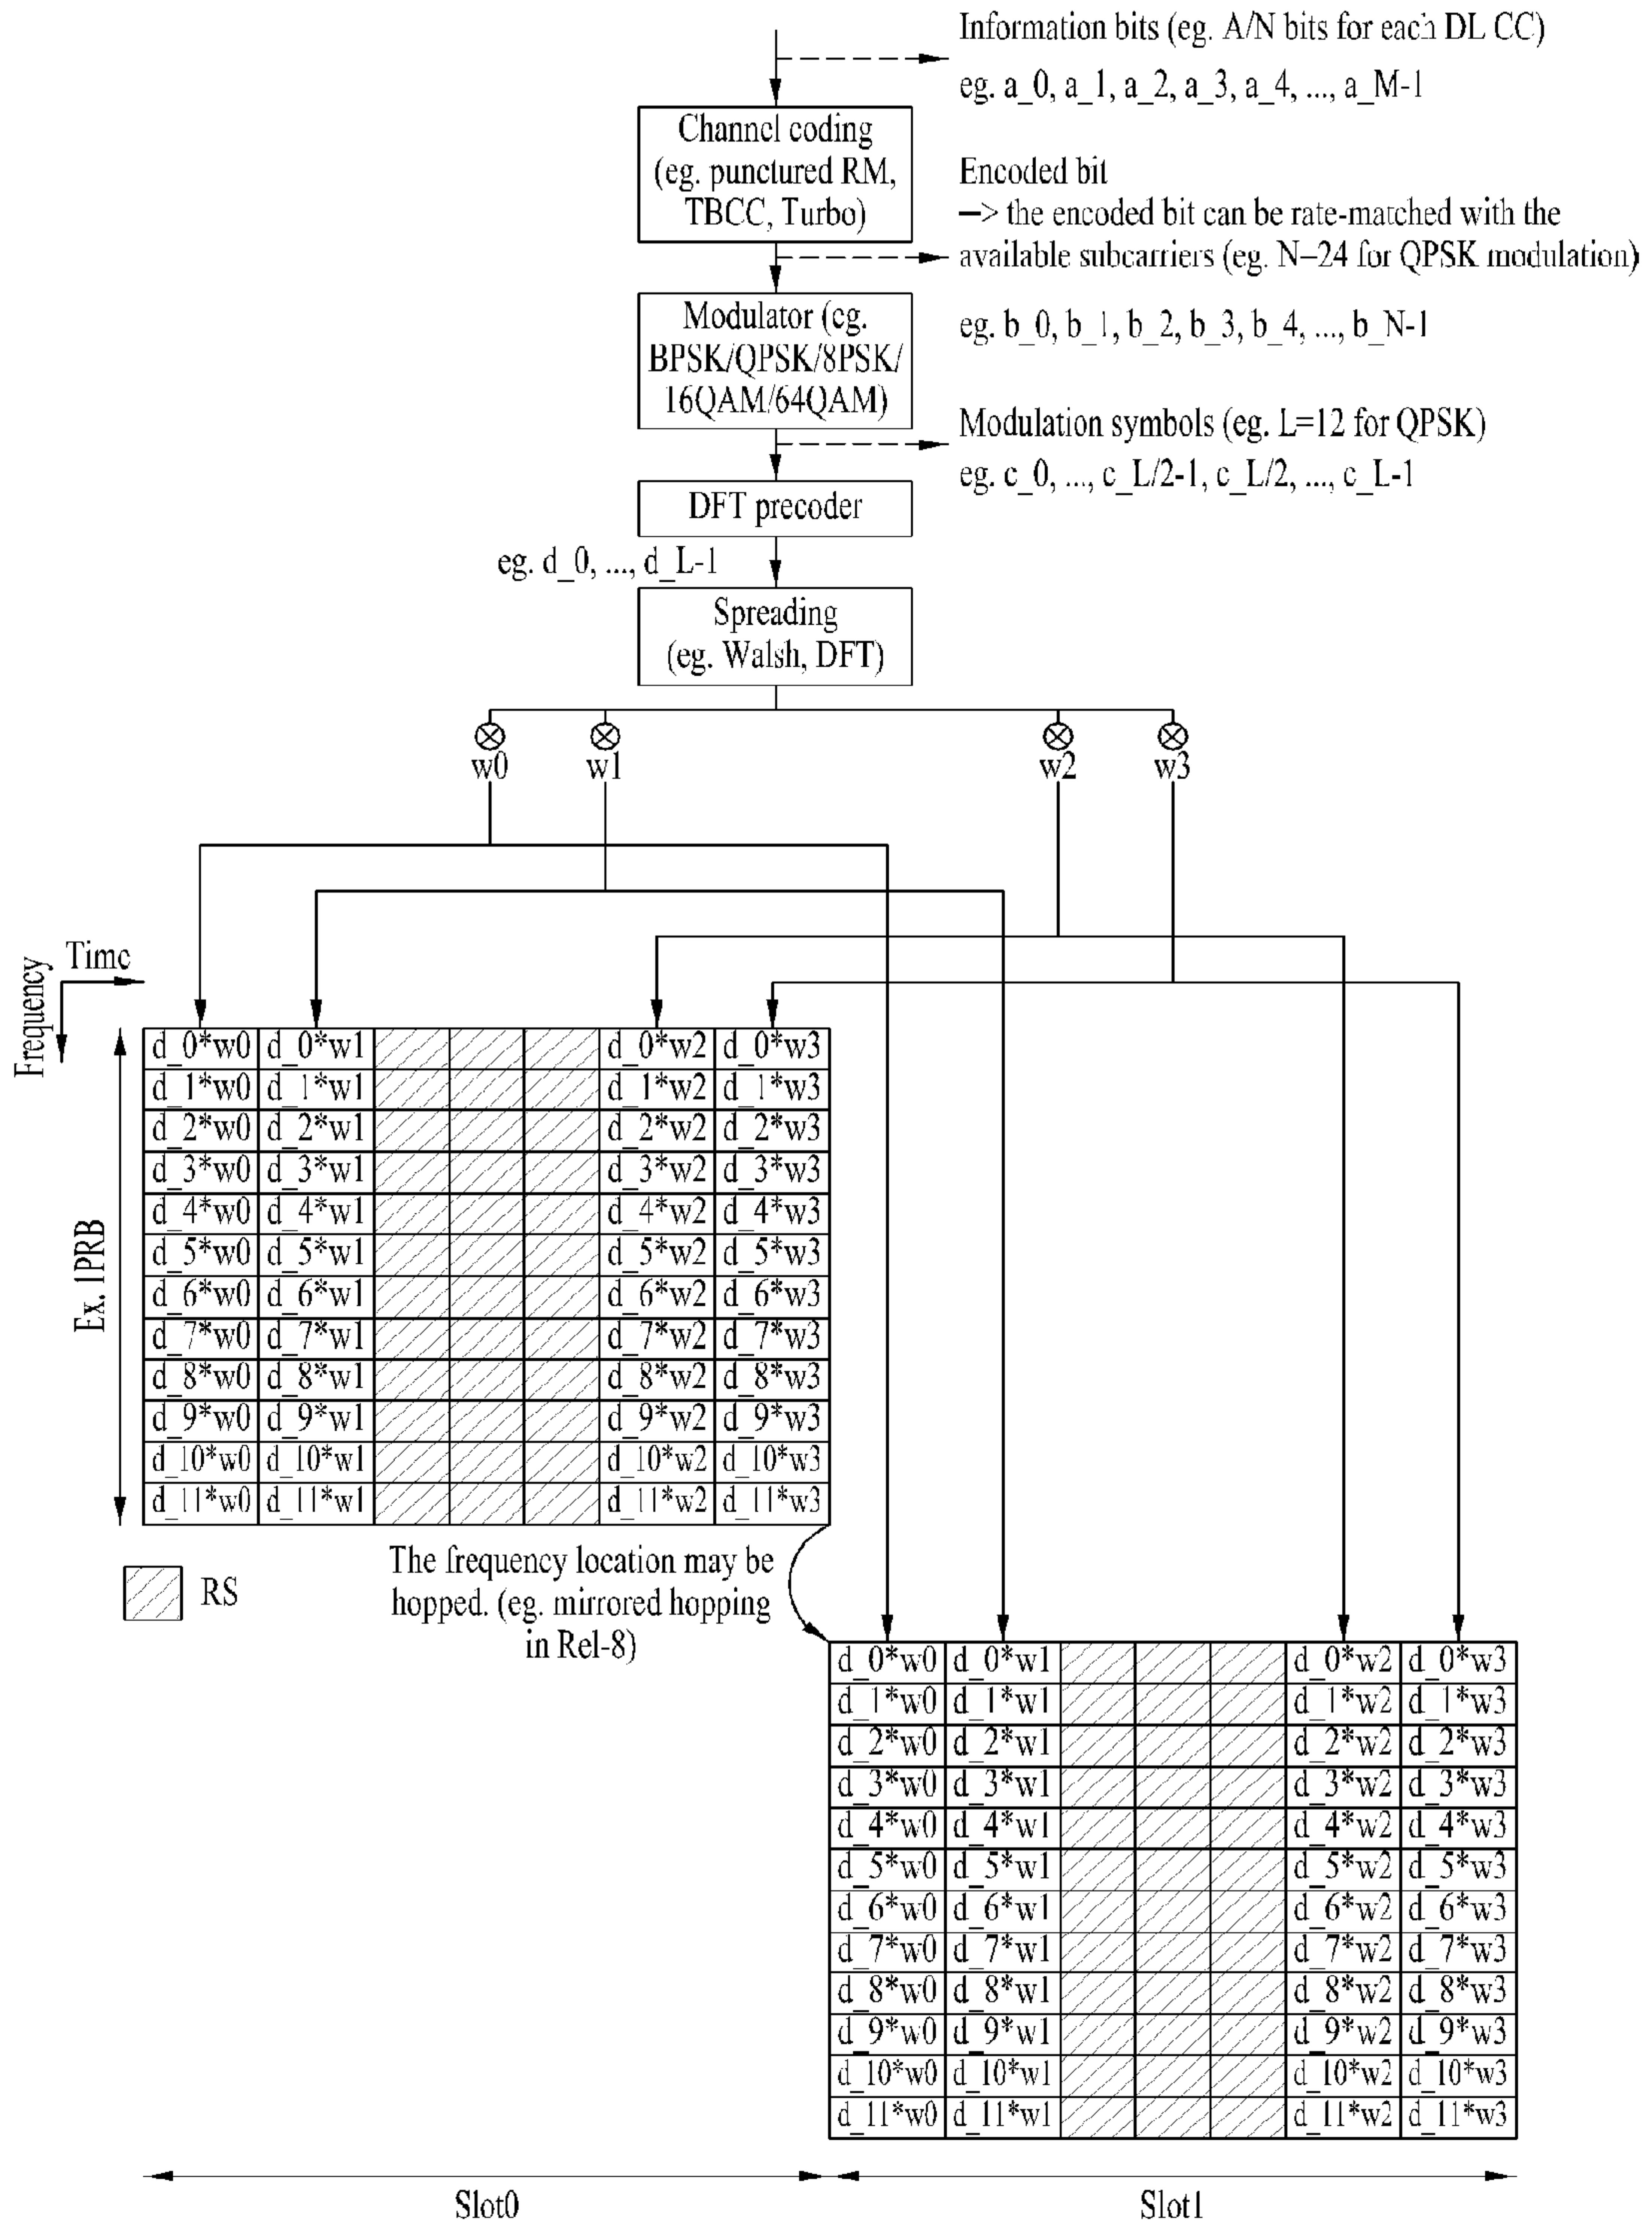 Information bits (eg. A/N bits for each DL CC)
eg. a_0, a_1, a_2, a_3, a_4, ..., a_M-1
Channel coding
(eg. punctured RM,
TBCC, Turbo)
Encoded bit
—> the encoded bit can be rate-matched with the
available subcarriers (eg. N–24 for QPSK modulation)
eg. b_0, b_1, b_2, b_3, b_4, ..., b_N-1
Modulator (eg.
BPSK/QPSK/8PSK/
16QAM/64QAM)
Modulation symbols (eg. L=12 for QPSK)
eg. c_0, ..., c_L/2-1, c_L/2, ..., c_L-1
DFT precoder
eg. d_0, ..., d_L-1
Spreading
(eg. Walsh, DFT)
w0 w1 w2 w3
Time
Frequency
Ex. 1PRB
d_0*w0 d_0*w1 d_0*w2 d_0*w3
d_1*w0 d_1*w1 d_1*w2 d_1*w3
d_2*w0 d_2*w1 d_2*w2 d_2*w3
d_3*w0 d_3*w1 d_3*w2 d_3*w3
d_4*w0 d_4*w1 d_4*w2 d_4*w3
d_5*w0 d_5*w1 d_5*w2 d_5*w3
d_6*w0 d_6*w1 d_6*w2 d_6*w3
d_7*w0 d_7*w1 d_7*w2 d_7*w3
d_8*w0 d_8*w1 d_8*w2 d_8*w3
d_9*w0 d_9*w1 d_9*w2 d_9*w3
d_10*w0 d_10*w1 d_10*w2 d_10*w3
d_11*w0 d_11*w1 d_11*w2 d_11*w3
RS
The frequency location may be
hopped. (eg. mirrored hopping
in Rel-8)
d_0*w0 d_0*w1 d_0*w2 d_0*w3
d_1*w0 d_1*w1 d_1*w2 d_1*w3
d_2*w0 d_2*w1 d_2*w2 d_2*w3
d_3*w0 d_3*w1 d_3*w2 d_3*w3
d_4*w0 d_4*w1 d_4*w2 d_4*w3
d_5*w0 d_5*w1 d_5*w2 d_5*w3
d_6*w0 d_6*w1 d_6*w2 d_6*w3
d_7*w0 d_7*w1 d_7*w2 d_7*w3
d_8*w0 d_8*w1 d_8*w2 d_8*w3
d_9*w0 d_9*w1 d_9*w2 d_9*w3
d_10*w0 d_10*w1 d_10*w2 d_10*w3
d_11*w0 d_11*w1 d_11*w2 d_11*w3
Slot0 Slot1